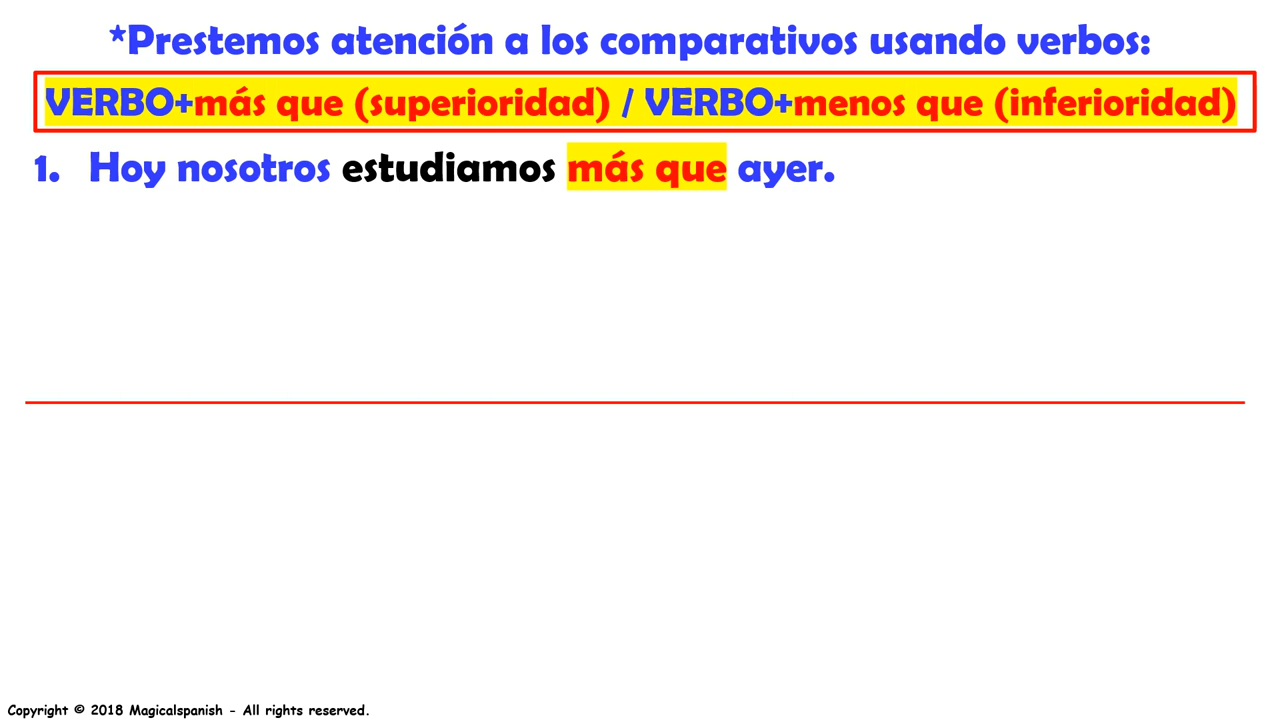 *Prestemos atención a los comparativos usando verbos:
VERBO+más que (superioridad) / VERBO+menos que (inferioridad)
1. Hoy nosotros estudiamos más que ayer.
Copyright © 2018 Magicalspanish - All rights reserved.